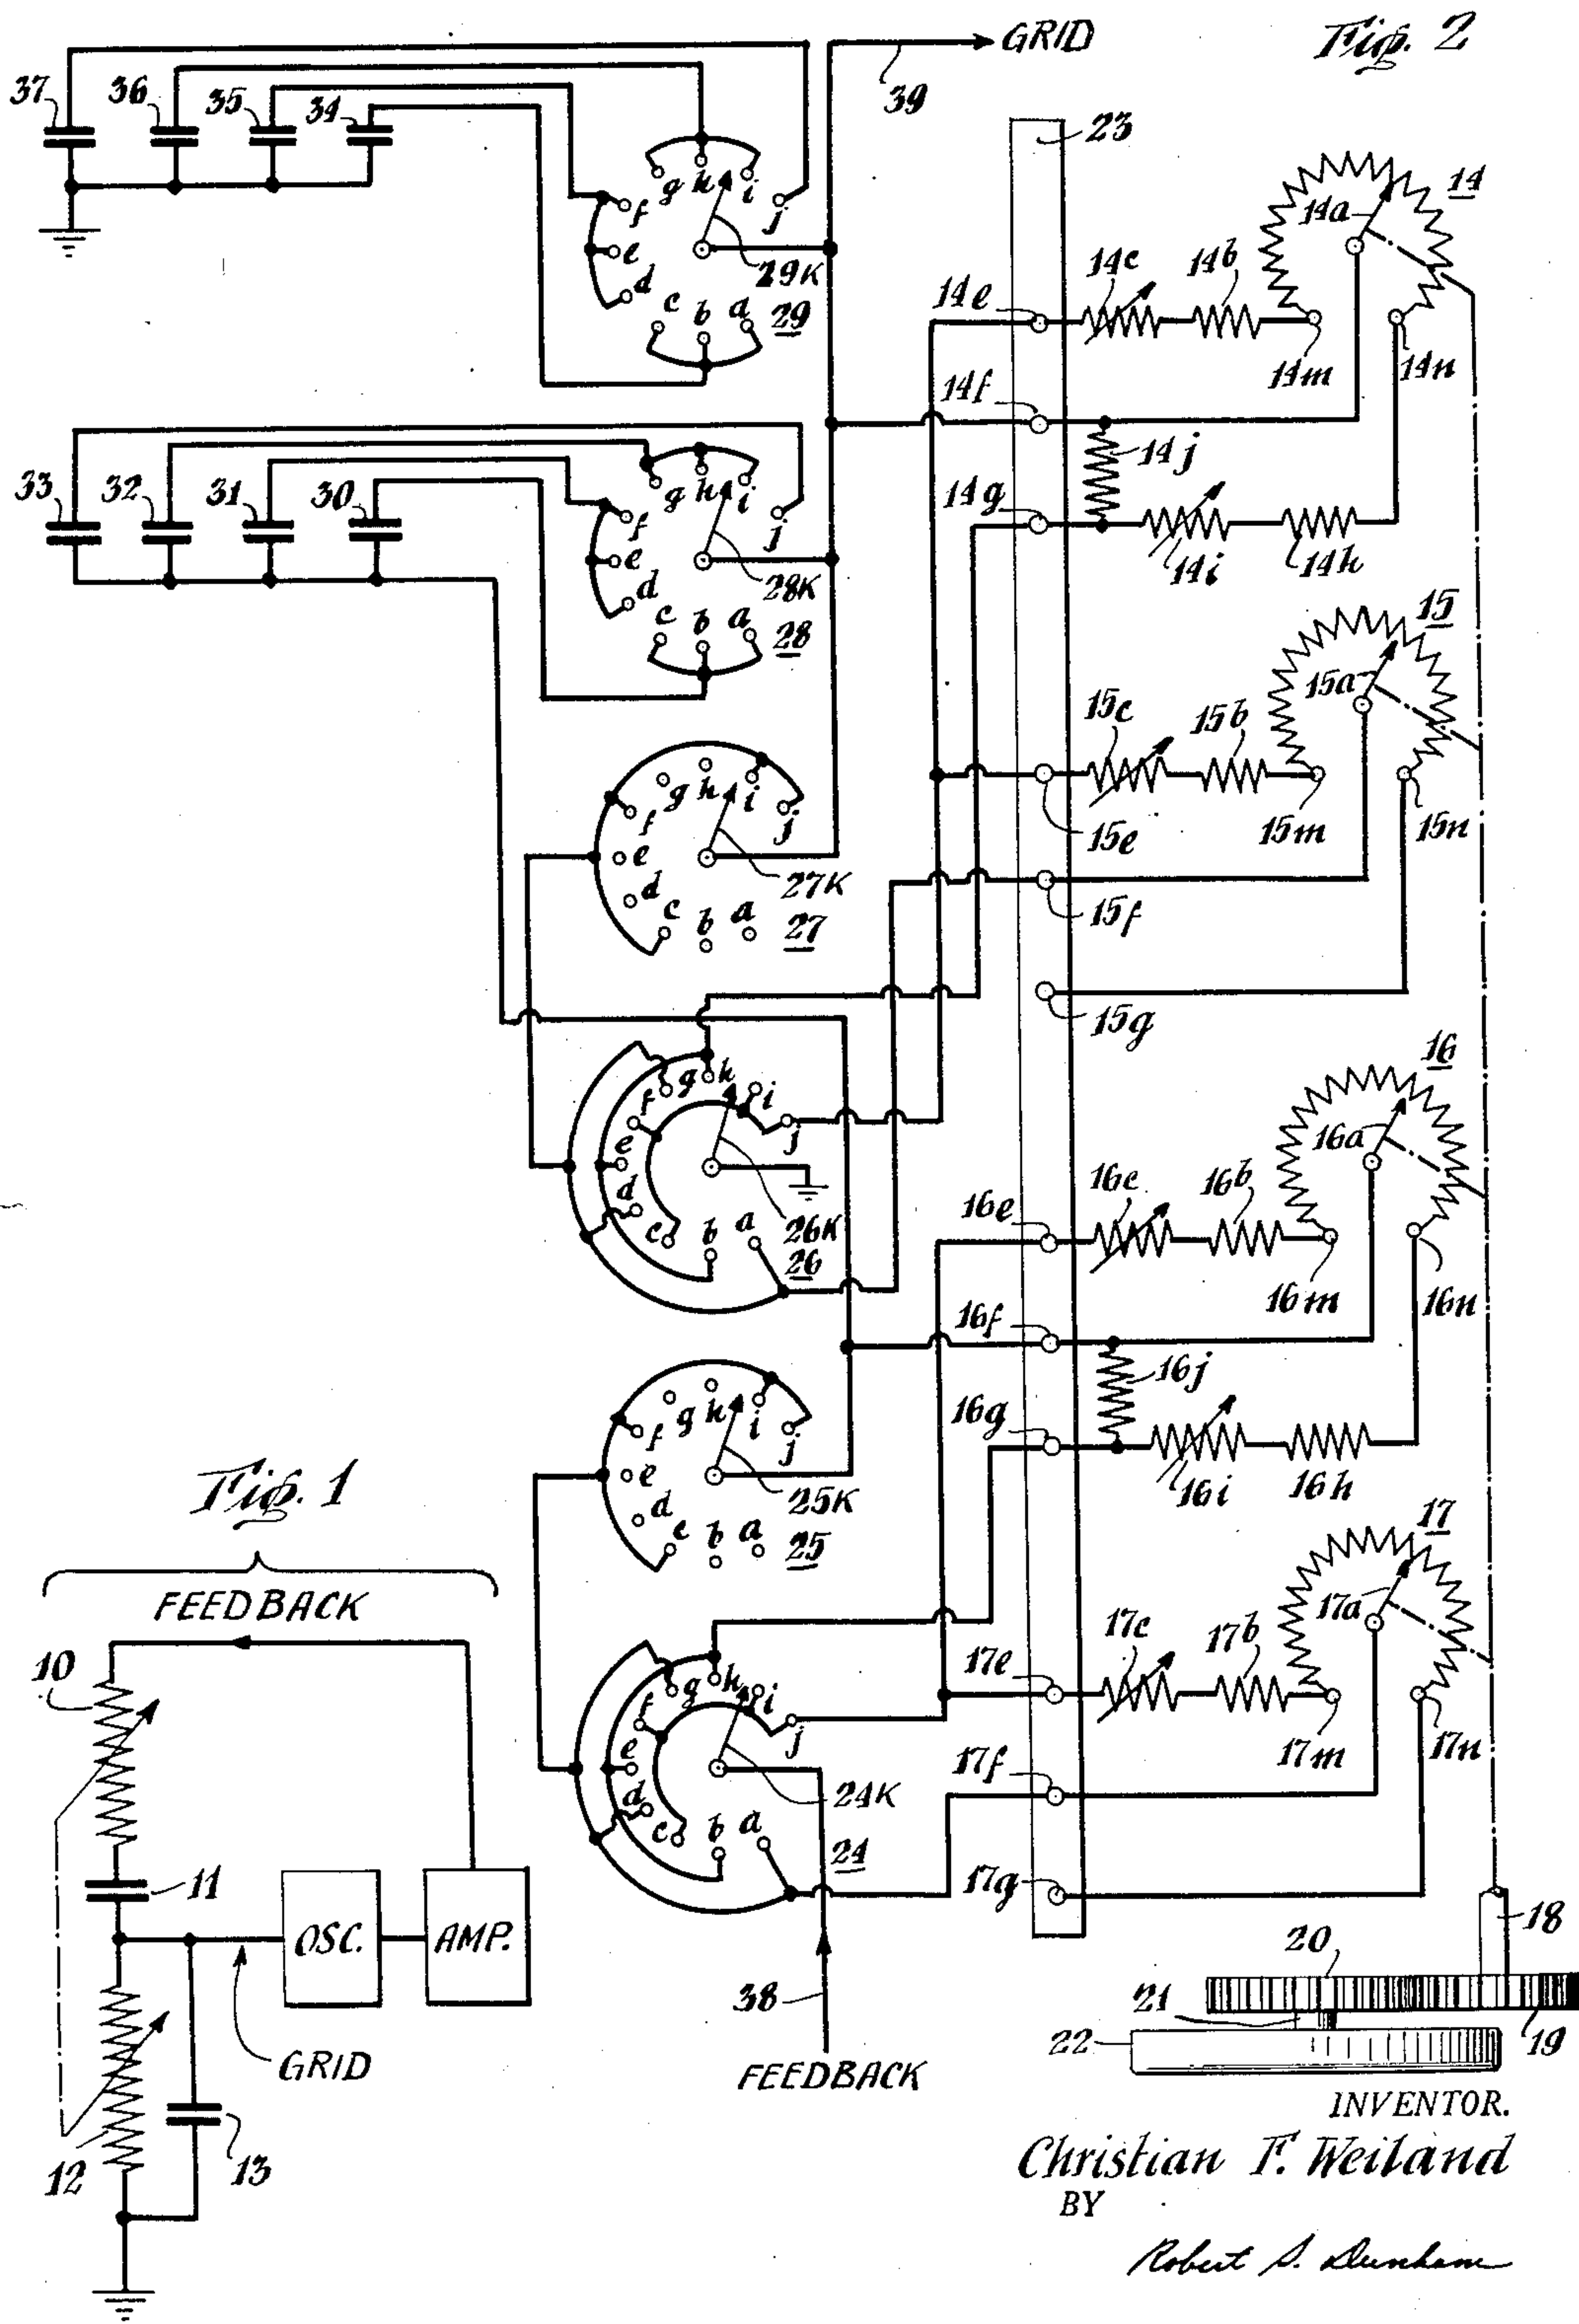 Fig. 2
GRID
39
37 36 35 34
23
g h i j
f
e
d
c b a
29K
29
14
14a
14c 14b
14e
14m
14n
14f
14j
14g
14i 14h
33 32 31 30
g h i j
f
e
d
c b a
28K
28
15
15a
15c 15b
15e
15m
15n
15f
15g
g h i j
f
e
d
c b a
27K
27
16
16a
16c 16b
16e
16m
16n
16f
16j
16g
16i 16h
g h i j
f
e
d
c b a
26K
26
g h i j
f
e
d
c b a
25K
25
17
17a
17c 17b
17e
17m
17n
17f
17g
g h i j
f
e
d
c b a
24K
24
38
FEEDBACK
Fig. 1
FEEDBACK
10
11
OSC. AMP.
GRID
12
13
18
20
21
19
22
INVENTOR.
Christian F. Weiland
BY
Robert S. Dunham